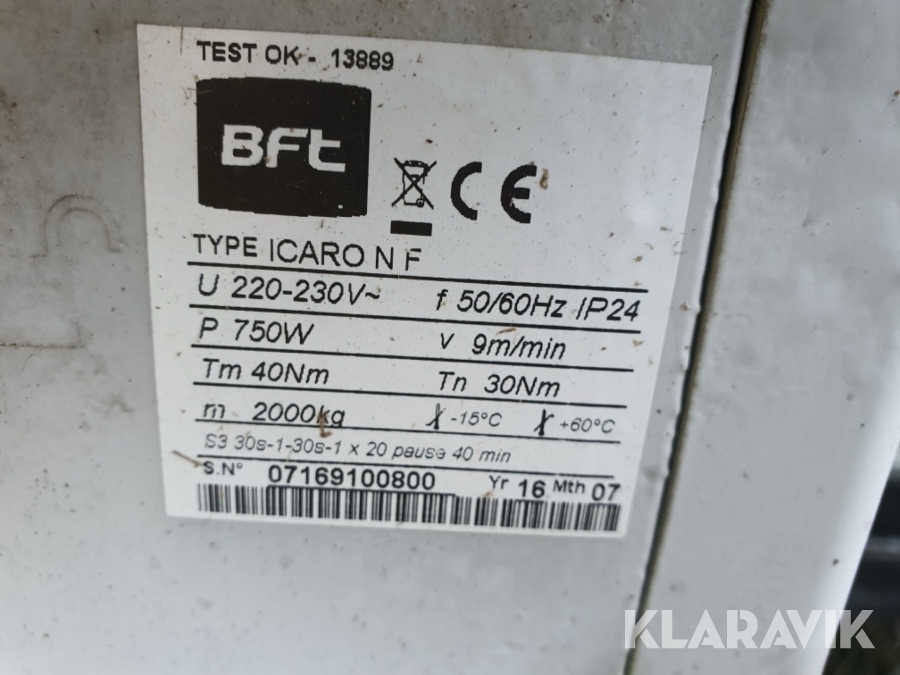 TEST OK - 13889
BFt
CE
TYPE ICARO N F
U 220-230V~ f 50/60Hz IP24
P 750W v 9m/min
Tm 40Nm Tn 30Nm
m 2000kg -15°C +60°C
S3 30s-1-30s-1 x 20 pause 40 min
S.N° 07169100800 Yr 16 Mth 07
KLARAVIK